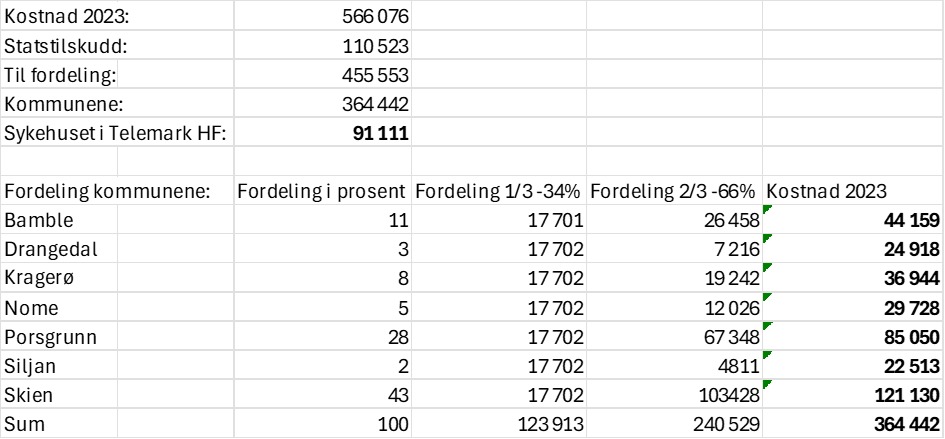 Kostnad 2023: 566 076
Statstilskudd: 110 523
Til fordeling: 455 553
Kommunene: 364 442
Sykehuset i Telemark HF: 91 111
Fordeling kommunene: Fordeling i prosent Fordeling 1/3 -34% Fordeling 2/3 -66% Kostnad 2023
Bamble 11 17 701 26 458 44 159
Drangedal 3 17 702 7 216 24 918
Kragerø 8 17 702 19 242 36 944
Nome 5 17 702 12 026 29 728
Porsgrunn 28 17 702 67 348 85 050
Siljan 2 17 702 4811 22 513
Skien 43 17 702 103428 121 130
Sum 100 123 913 240 529 364 442